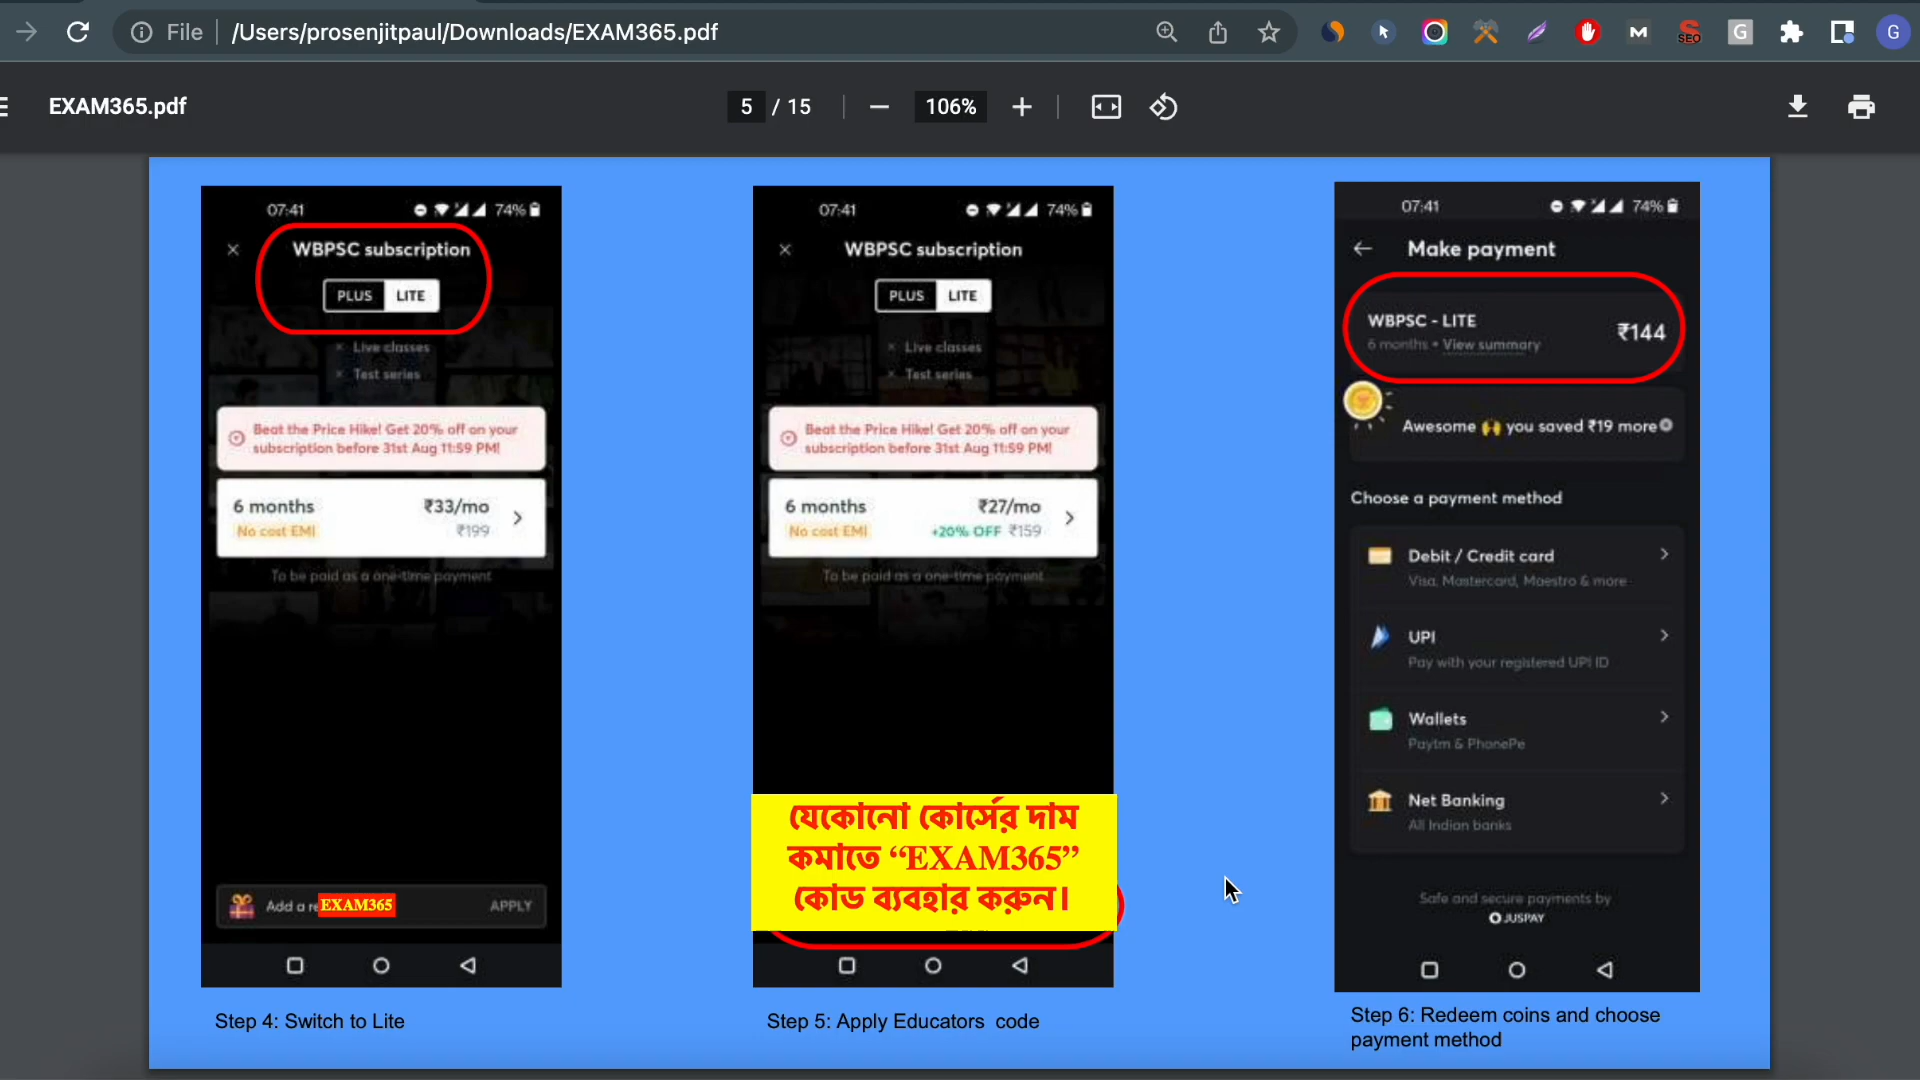 File /Users/prosenjitpaul/Downloads/EXAM365.pdf
SEO
G
G
EXAM365.pdf
5 / 15
106%
07:41
74%
WBPSC subscription
PLUS LITE
× Live classes
× Test series
Beat the Price Hike! Get 20% off on your
subscription before 31st Aug 11:59 PM!
6 months ₹33/mo
No cost EMI ₹199
To be paid as a one-time payment
Add a re EXAM365 APPLY
Step 4: Switch to Lite
07:41
74%
WBPSC subscription
PLUS LITE
× Live classes
× Test series
Beat the Price Hike! Get 20% off on your
subscription before 31st Aug 11:59 PM!
6 months ₹27/mo
No cost EMI +20% OFF ₹159
To be paid as a one-time payment
যেকোনো কোর্সের দাম
কমাতে “EXAM365”
কোড ব্যবহার করুন।
Step 5: Apply Educators code
07:41
74%
Make payment
WBPSC - LITE ₹144
6 months • View summary
Awesome 🙌 you saved ₹19 more
Choose a payment method
Debit / Credit card
Visa, Mastercard, Maestro & more
UPI
Pay with your registered UPI ID
Wallets
Paytm & PhonePe
Net Banking
All Indian banks
Safe and secure payments by
JUSPAY
Step 6: Redeem coins and choose
payment method